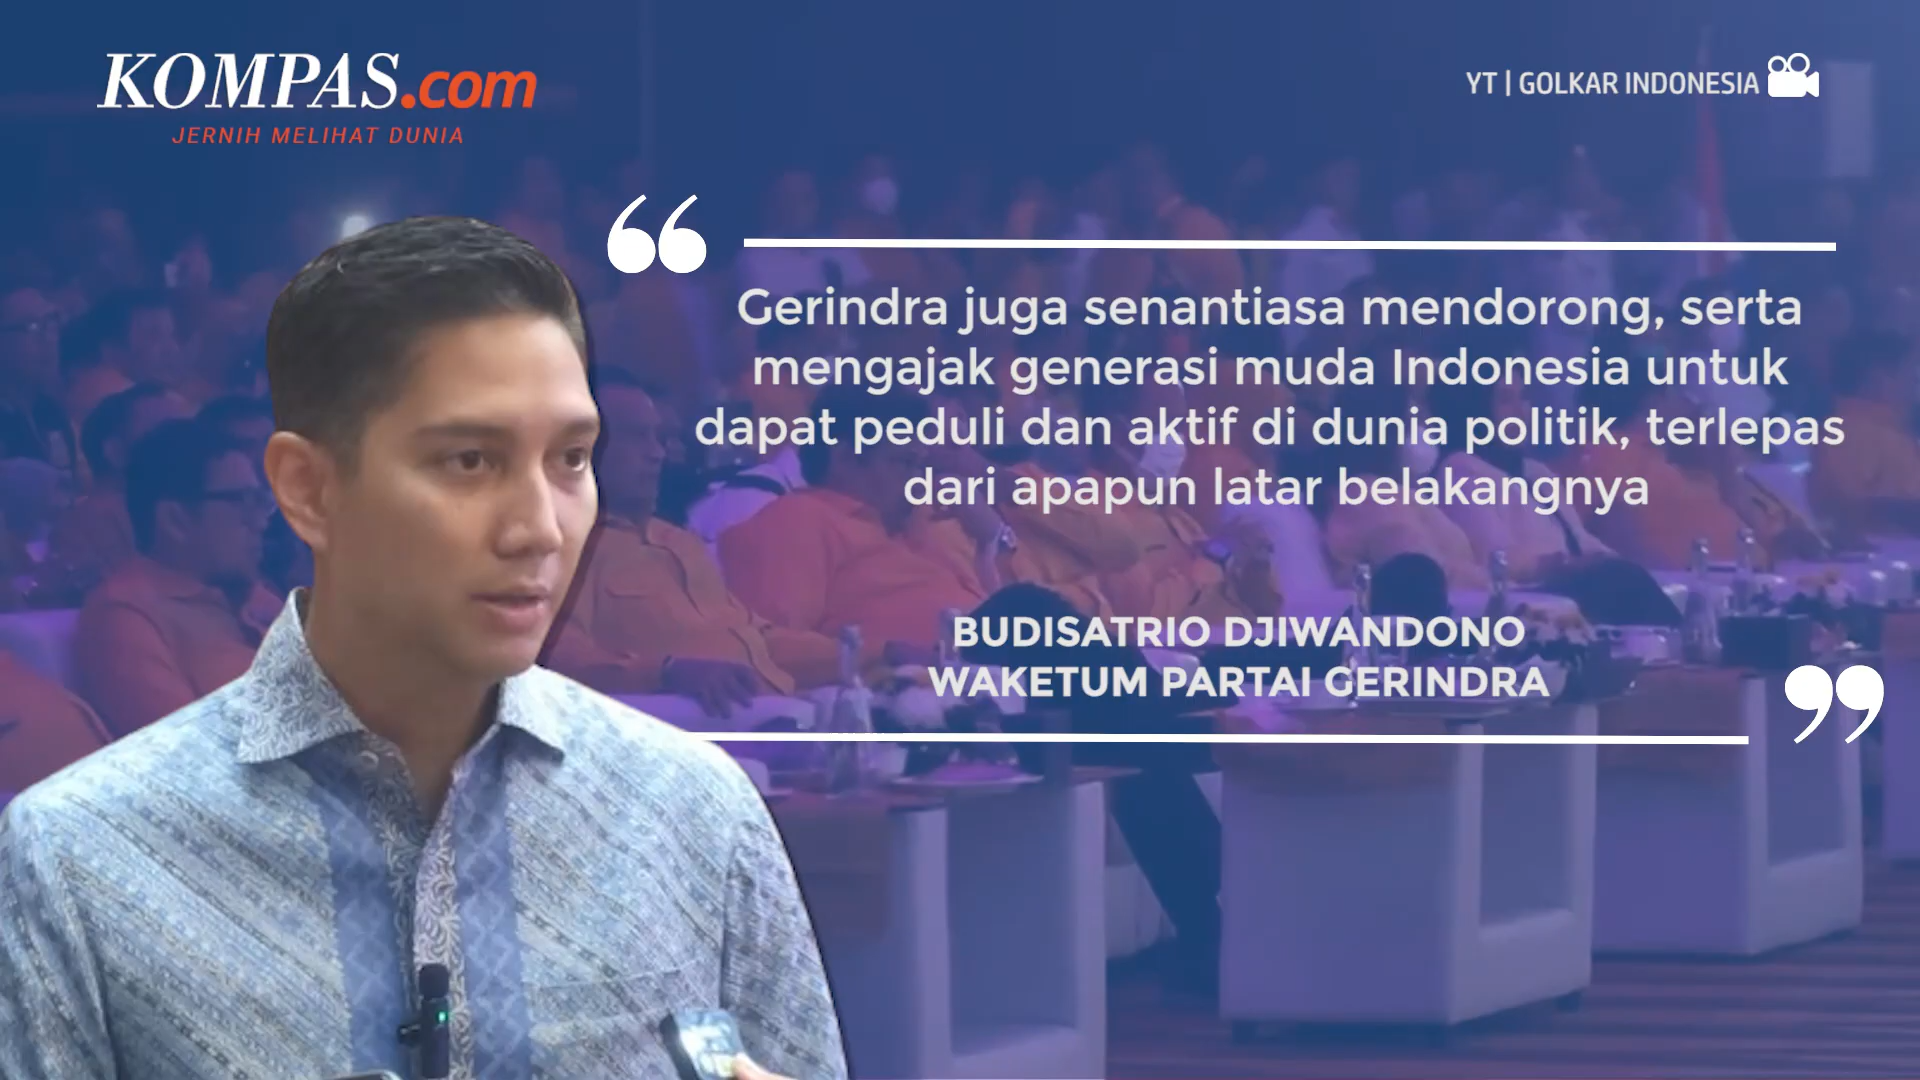 KOMPAS.com
JERNIH MELIHAT DUNIA
YT | GOLKAR INDONESIA
“
Gerindra juga senantiasa mendorong, serta
mengajak generasi muda Indonesia untuk
dapat peduli dan aktif di dunia politik, terlepas
dari apapun latar belakangnya
BUDISATRIO DJIWANDONO
WAKETUM PARTAI GERINDRA
”